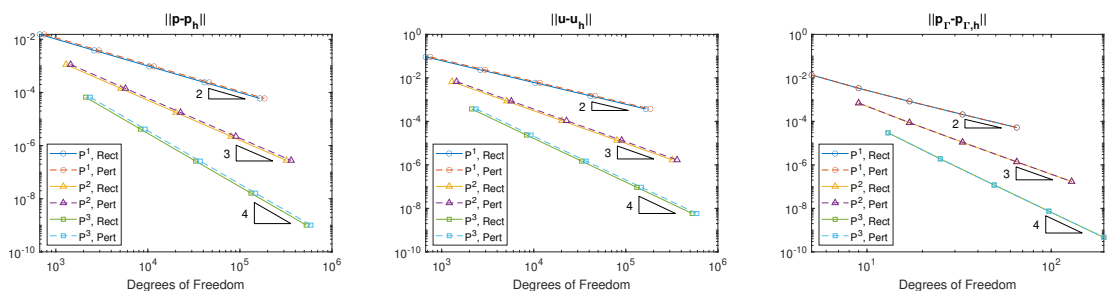 ||p-p_h||
10^-2
10^-4
10^-6
10^-8
10^-10
2
3
4
P^1, Rect
P^1, Pert
P^2, Rect
P^2, Pert
P^3, Rect
P^3, Pert
10^3 10^4 10^5 10^6
Degrees of Freedom
||u-u_h||
10^0
10^-2
10^-4
10^-6
10^-8
10^-10
2
3
4
P^1, Rect
P^1, Pert
P^2, Rect
P^2, Pert
P^3, Rect
P^3, Pert
10^3 10^4 10^5 10^6
Degrees of Freedom
||p_Γ-p_Γ,h||
10^0
10^-2
10^-4
10^-6
10^-8
10^-10
2
3
4
P^1, Rect
P^1, Pert
P^2, Rect
P^2, Pert
P^3, Rect
P^3, Pert
10^1 10^2
Degrees of Freedom